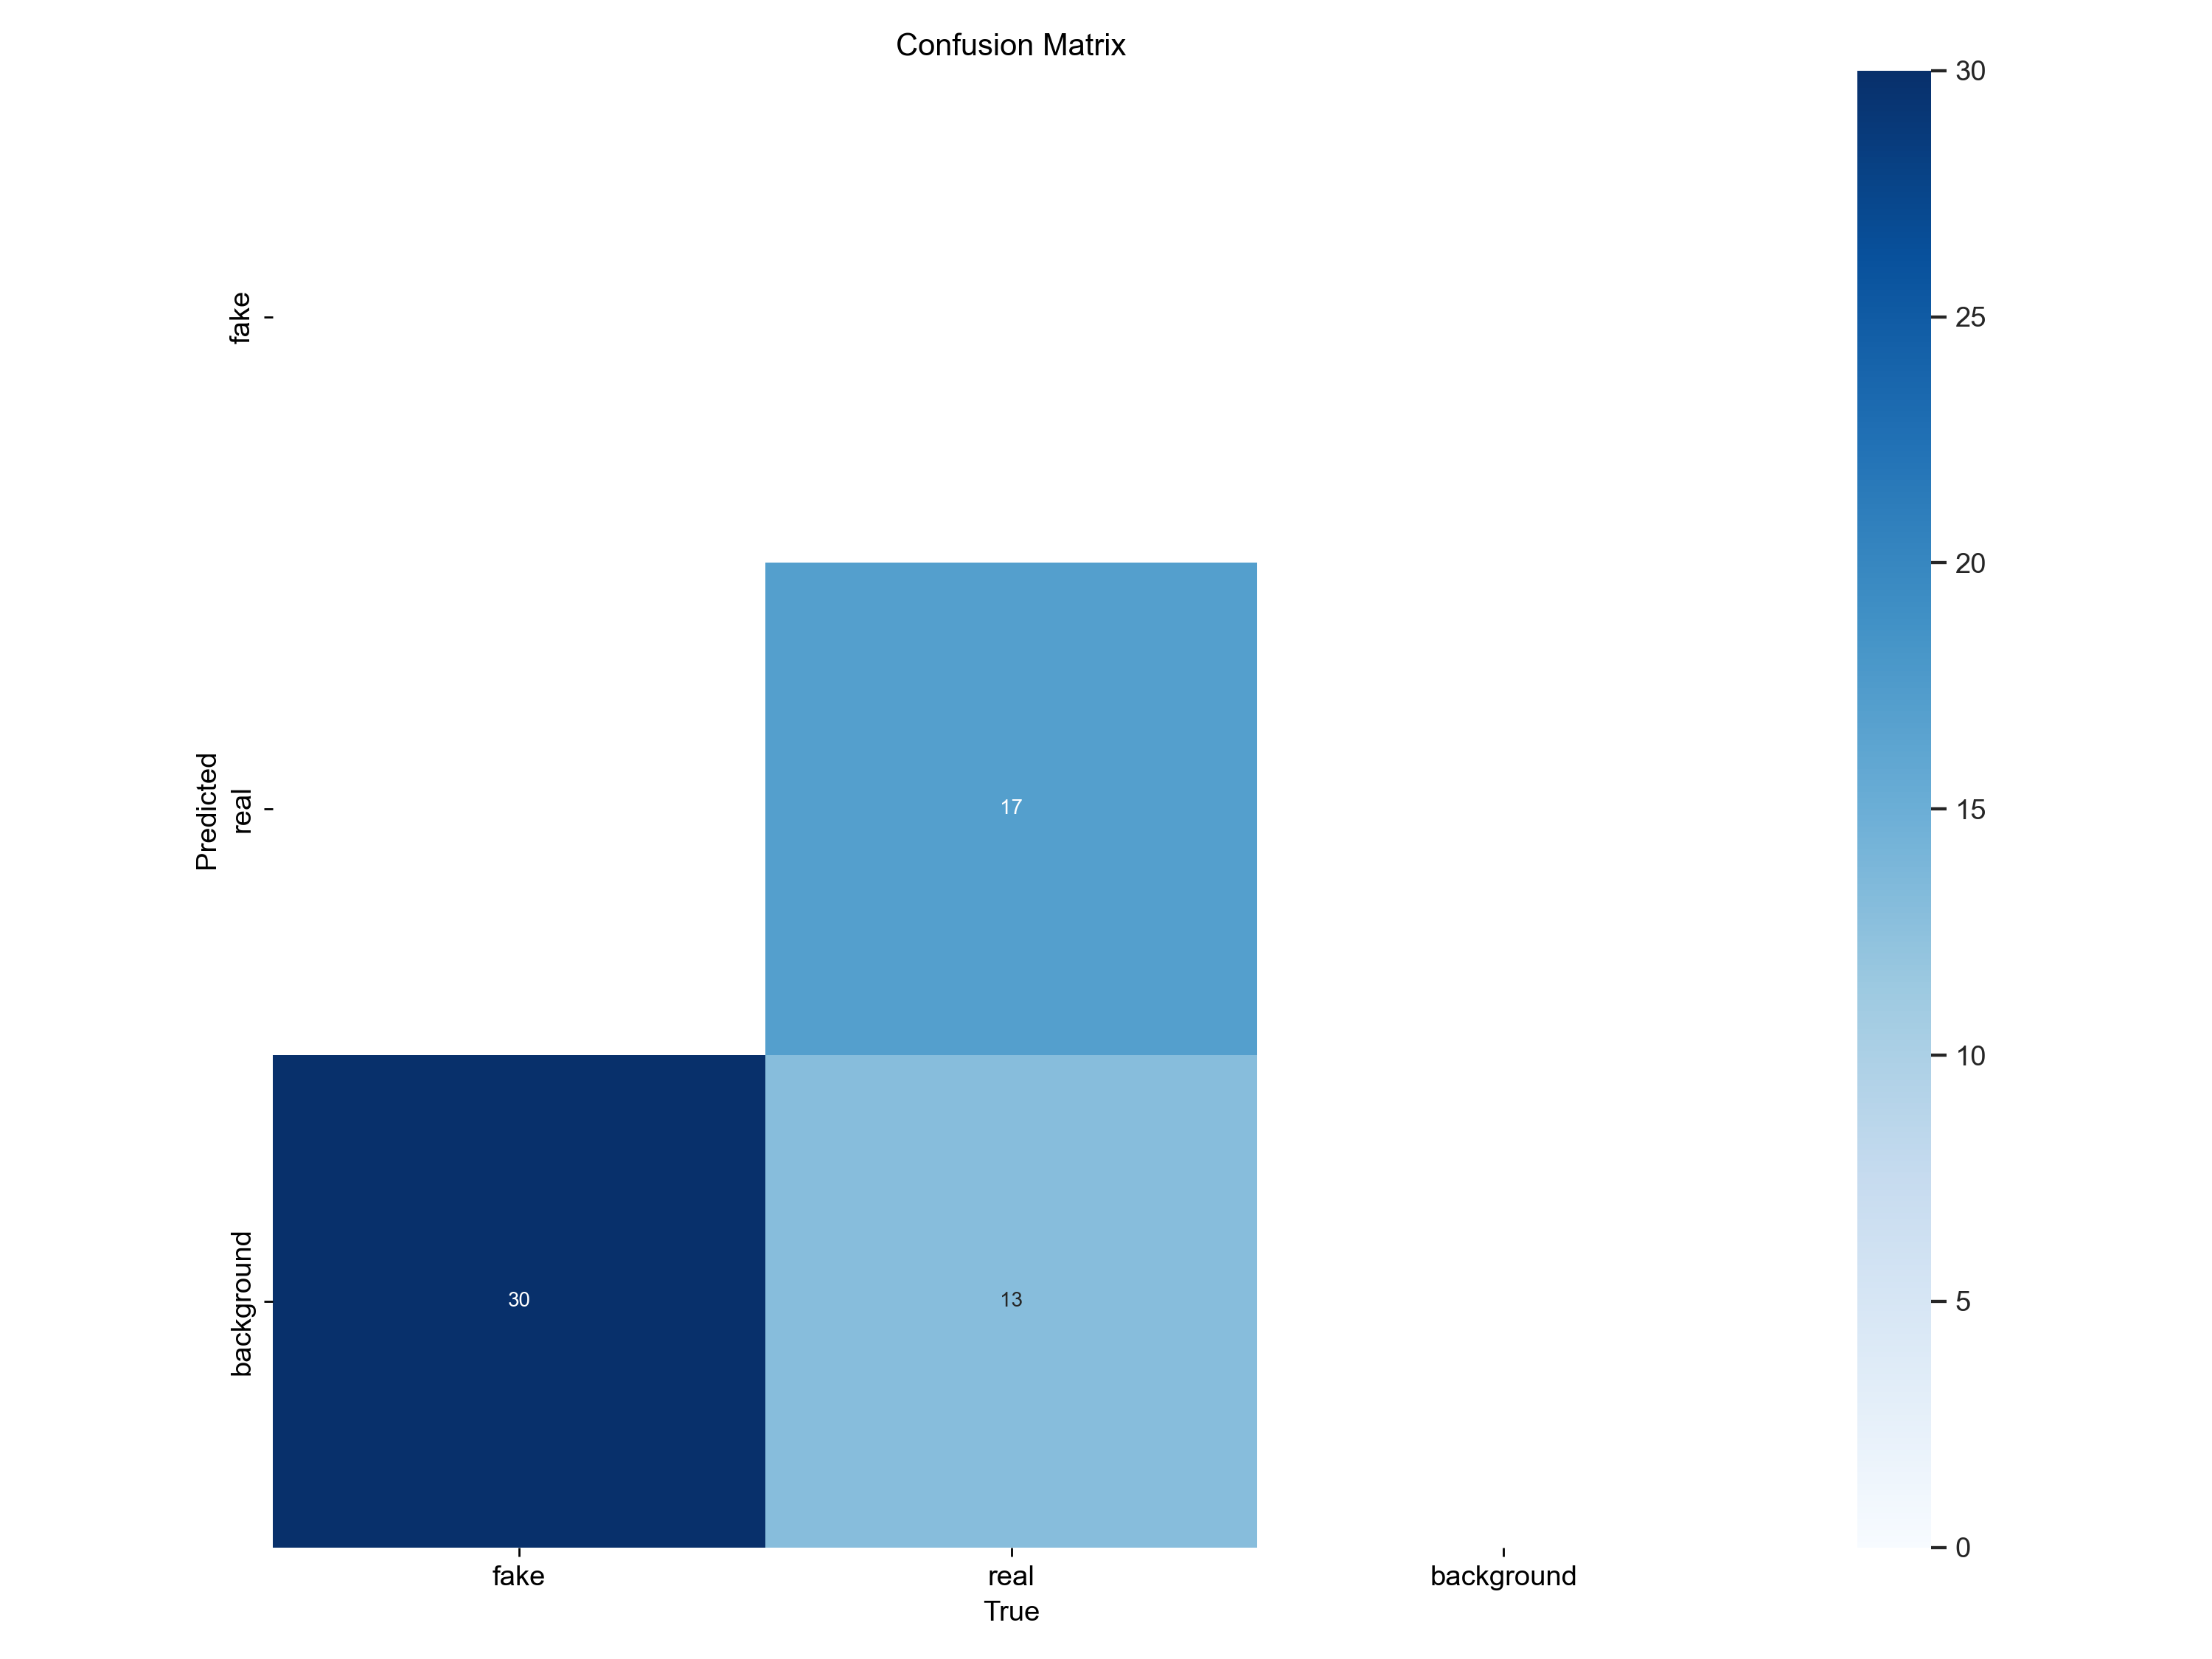 Confusion Matrix
fake
real
background
Predicted
17
30
13
fake
real
background
True
30
25
20
15
10
5
0